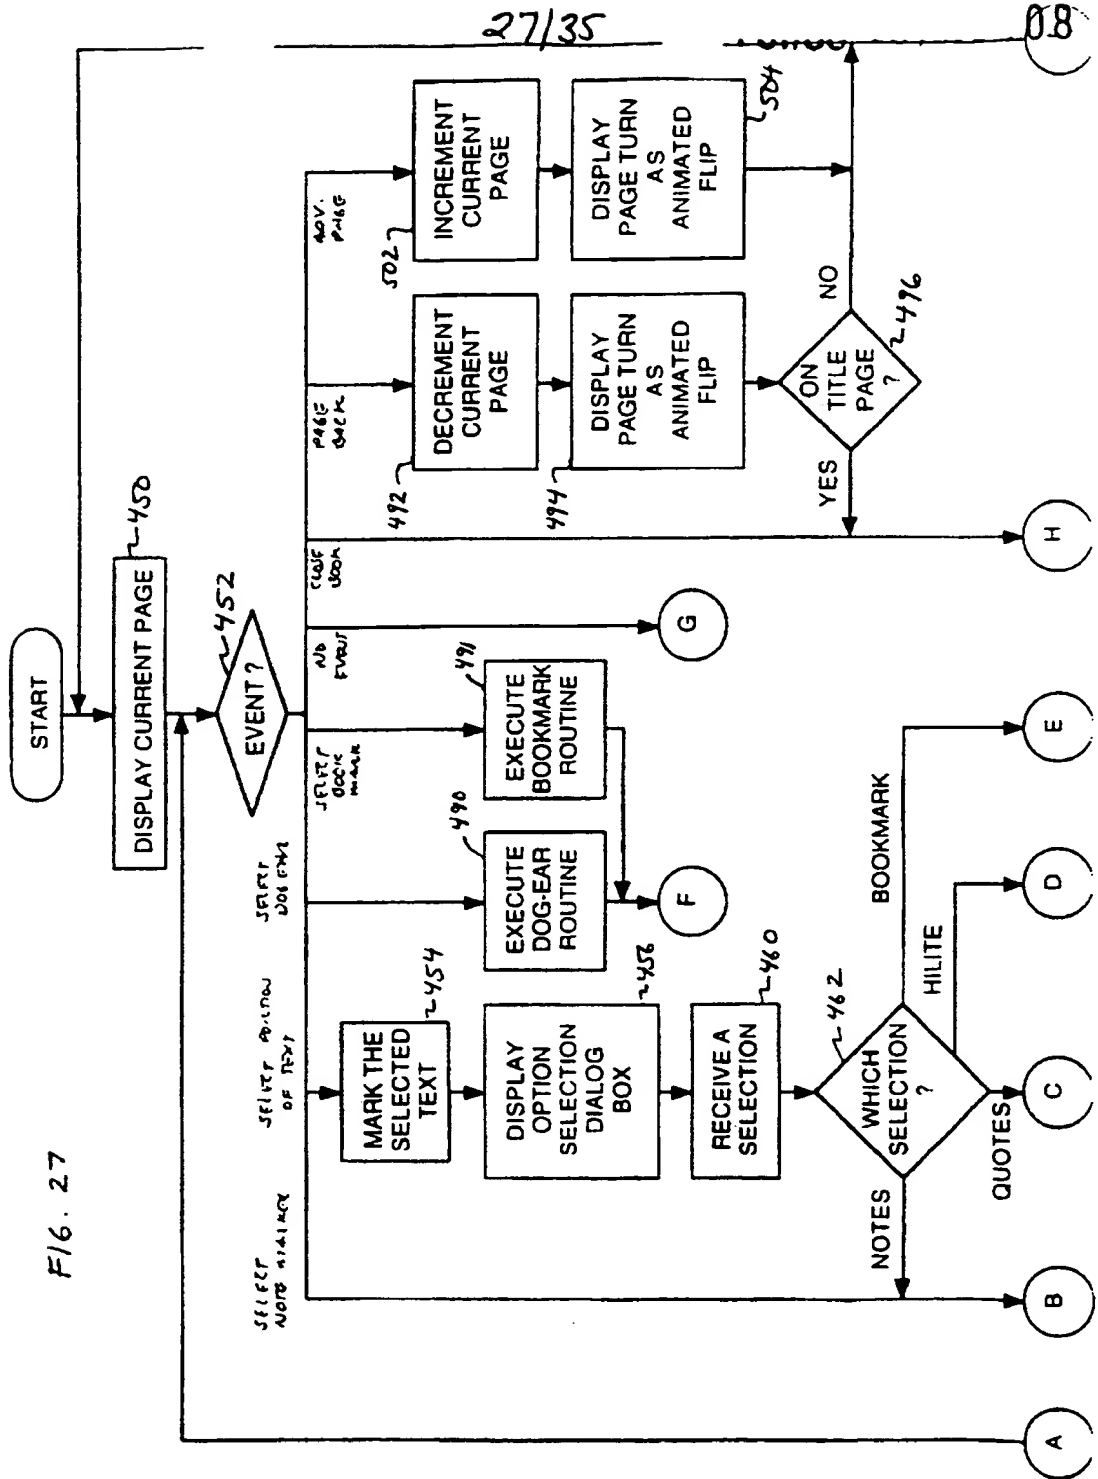 27/35
08
FIG. 27
START
DISPLAY CURRENT PAGE
450
EVENT?
452
SELECT
NOTE MARKER
SELECT PORTION
OF TEXT
SELECT
DOG EAR
SELECT
BOOK
MARK
NO
EVENT
CLOSE
BOOK
PAGE
BACK
ADV.
PAGE
MARK THE
SELECTED
TEXT
454
DISPLAY
OPTION
SELECTION
DIALOG
BOX
456
RECEIVE A
SELECTION
460
WHICH
SELECTION
?
462
NOTES
QUOTES
HILITE
BOOKMARK
EXECUTE
DOG-EAR
ROUTINE
490
EXECUTE
BOOKMARK
ROUTINE
491
DECREMENT
CURRENT
PAGE
492
DISPLAY
PAGE TURN
AS
ANIMATED
FLIP
494
ON
TITLE
PAGE
?
496
YES
NO
INCREMENT
CURRENT
PAGE
502
DISPLAY
PAGE TURN
AS
ANIMATED
FLIP
504
A
B
C
D
E
F
G
H